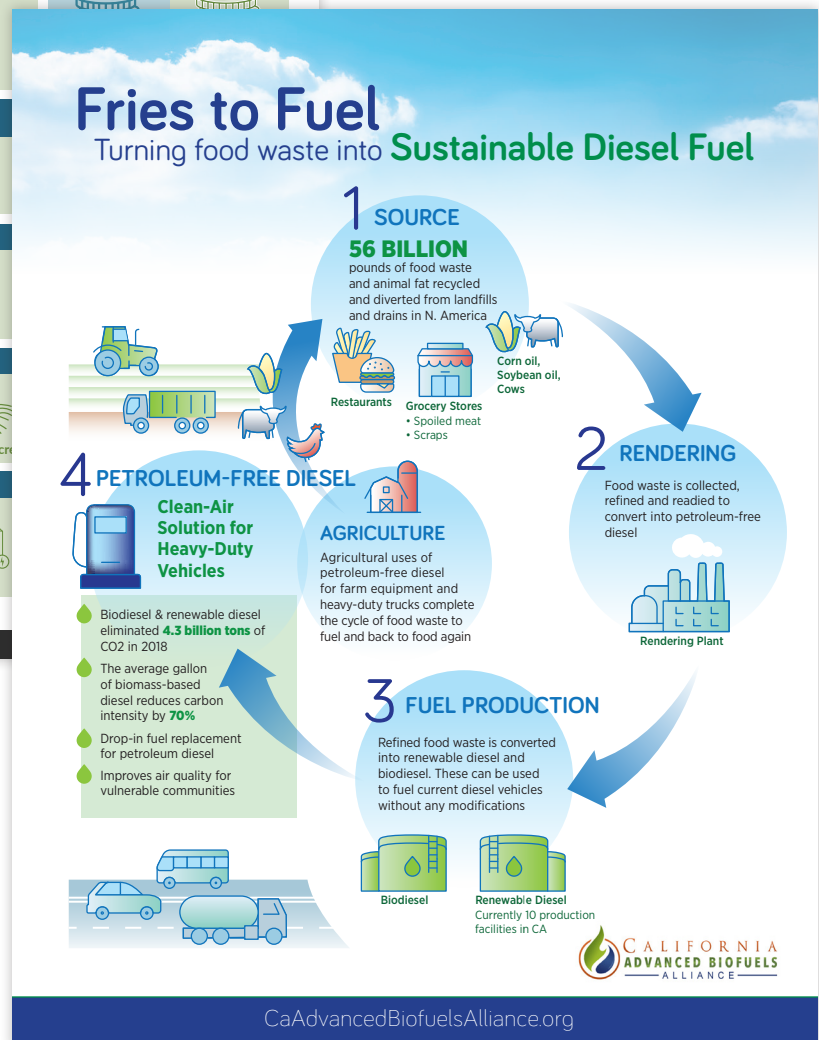 Fries to Fuel
Turning food waste into Sustainable Diesel Fuel
1 SOURCE
56 BILLION
pounds of food waste
and animal fat recycled
and diverted from landfills
and drains in N. America
Restaurants
Grocery Stores
• Spoiled meat
• Scraps
Corn oil,
Soybean oil,
Cows
2 RENDERING
Food waste is collected,
refined and readied to
convert into petroleum-free
diesel
Rendering Plant
3 FUEL PRODUCTION
Refined food waste is converted
into renewable diesel and
biodiesel. These can be used
to fuel current diesel vehicles
without any modifications
Biodiesel
Renewable Diesel
Currently 10 production
facilities in CA
4 PETROLEUM-FREE DIESEL
Clean-Air
Solution for
Heavy-Duty
Vehicles
Biodiesel & renewable diesel
eliminated 4.3 billion tons of
CO2 in 2018
The average gallon
of biomass-based
diesel reduces carbon
intensity by 70%
Drop-in fuel replacement
for petroleum diesel
Improves air quality for
vulnerable communities
AGRICULTURE
Agricultural uses of
petroleum-free diesel
for farm equipment and
heavy-duty trucks complete
the cycle of food waste to
fuel and back to food again
CALIFORNIA
ADVANCED BIOFUELS
ALLIANCE
CaAdvancedBiofuelsAlliance.org